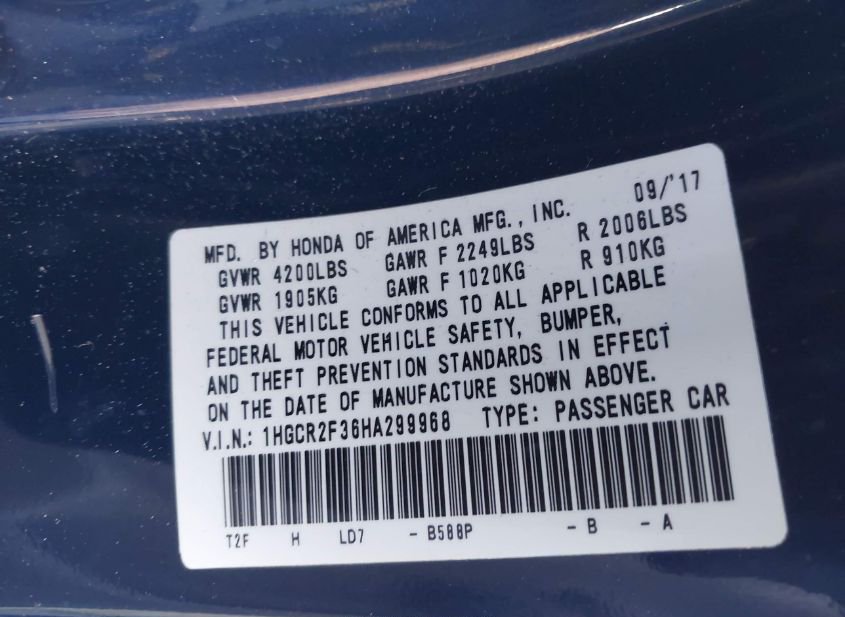 MFD. BY HONDA OF AMERICA MFG., INC. 09/'17
GVWR 4200LBS GAWR F 2249LBS R 2006LBS
GVWR 1905KG GAWR F 1020KG R 910KG
THIS VEHICLE CONFORMS TO ALL APPLICABLE
FEDERAL MOTOR VEHICLE SAFETY, BUMPER,
AND THEFT PREVENTION STANDARDS IN EFFECT
ON THE DATE OF MANUFACTURE SHOWN ABOVE.
V.I.N.: 1HGCR2F36HA299968 TYPE: PASSENGER CAR
T2F H LD7 - B588P - B - A